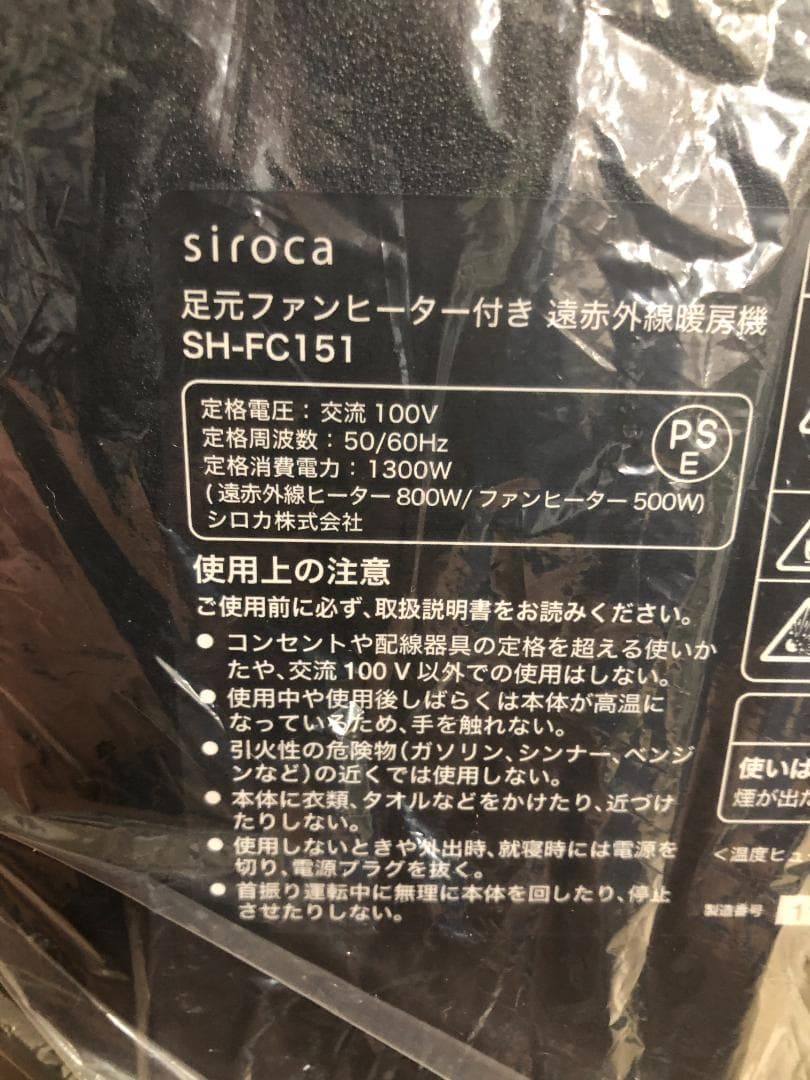 siroca
足元ファンヒーター付き 遠赤外線暖房機
SH-FC151
定格電圧：交流 100V
定格周波数：50/60Hz
定格消費電力：1300W
(遠赤外線ヒーター 800W/ファンヒーター 500W)
シロカ株式会社
PS
E
使用上の注意
ご使用前に必ず、取扱説明書をお読みください。
● コンセントや配線器具の定格を超える使いか
たや、交流 100 V 以外での使用はしない。
● 使用中や使用後しばらくは本体が高温に
なっているため、手を触れない。
● 引火性の危険物(ガソリン、シンナー、ベンジ
ンなど)の近くでは使用しない。
● 本体に衣類、タオルなどをかけたり、近づけ
たりしない。
● 使用しないときや外出時、就寝時には電源を
切り、電源プラグを抜く。
● 首振り運転中に無理に本体を回したり、停止
させたりしない。
使いは
煙が出た
<温度ヒュ
製造番号 1